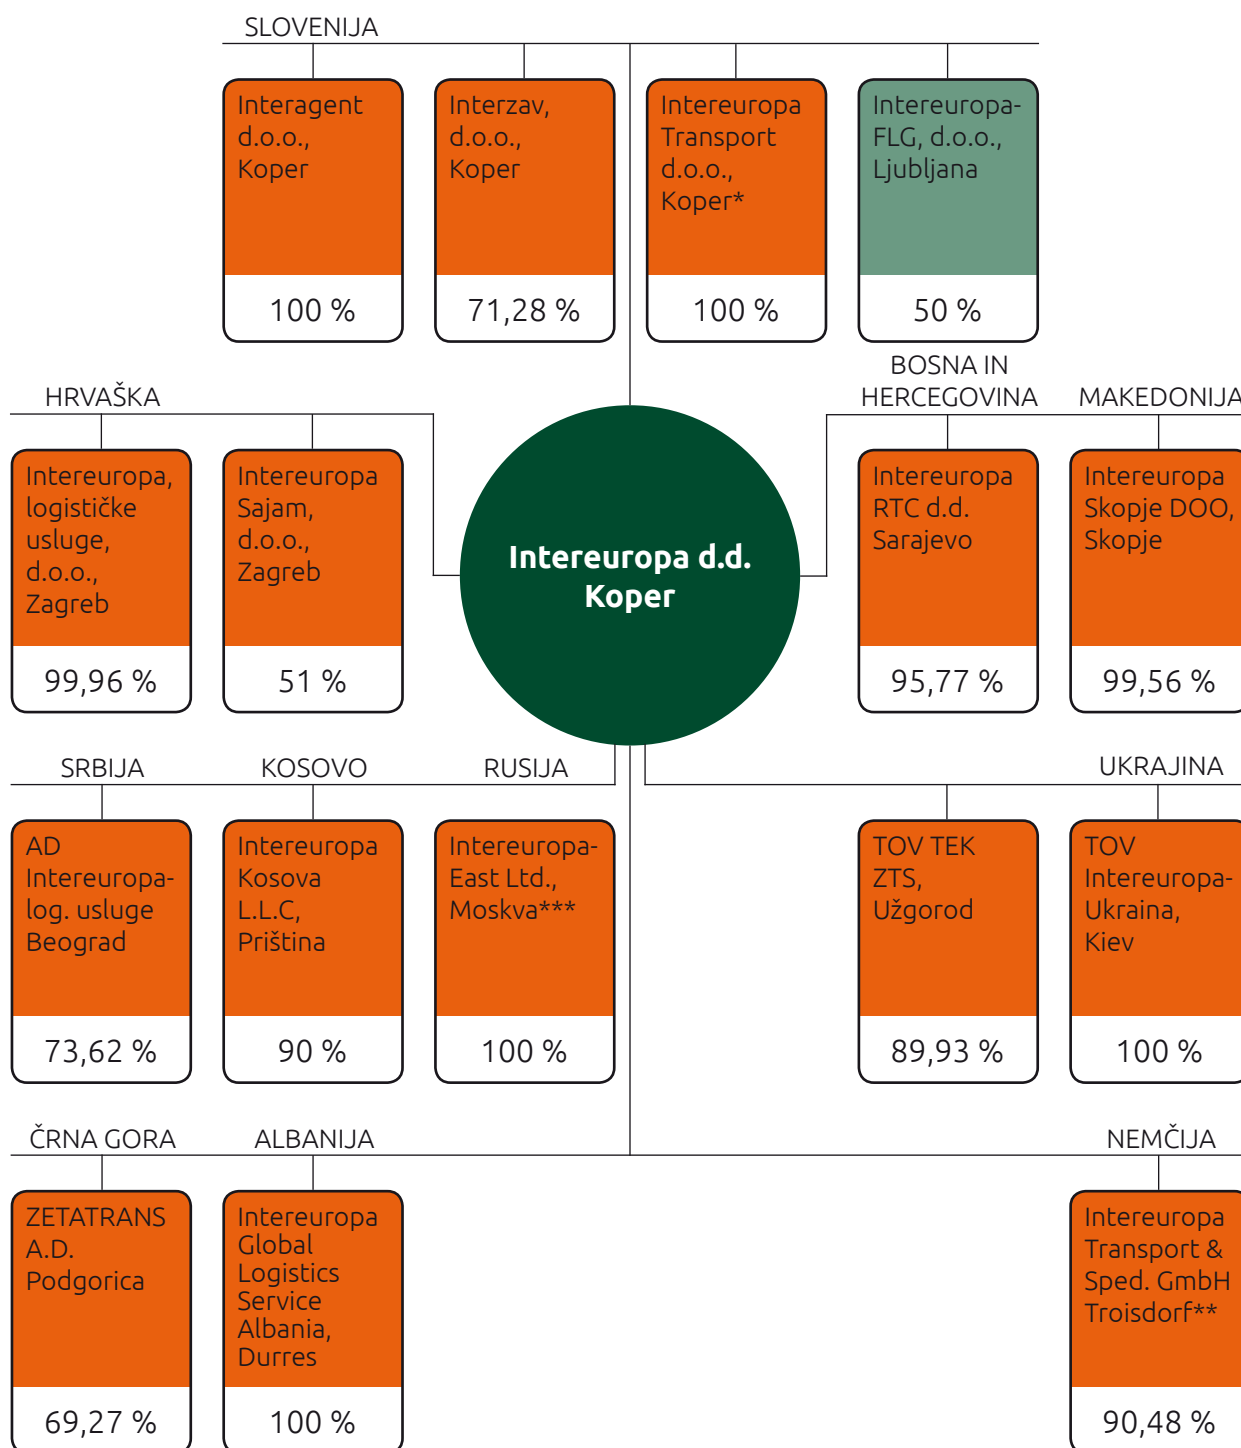 SLOVENIJA
Interagent
d.o.o.,
Koper
100 %
Interzav,
d.o.o.,
Koper
71,28 %
Intereuropa
Transport
d.o.o.,
Koper*
100 %
Intereuropa-
FLG, d.o.o.,
Ljubljana
50 %
HRVAŠKA
Intereuropa,
logističke
usluge,
d.o.o.,
Zagreb
99,96 %
Intereuropa
Sajam,
d.o.o.,
Zagreb
51 %
Intereuropa d.d.
Koper
BOSNA IN
HERCEGOVINA
Intereuropa
RTC d.d.
Sarajevo
95,77 %
MAKEDONIJA
Intereuropa
Skopje DOO,
Skopje
99,56 %
SRBIJA
AD
Intereuropa-
log. usluge
Beograd
73,62 %
KOSOVO
Intereuropa
Kosova
L.L.C,
Priština
90 %
RUSIJA
Intereuropa-
East Ltd.,
Moskva***
100 %
UKRAJINA
TOV TEK
ZTS,
Užgorod
89,93 %
TOV
Intereuropa-
Ukraina,
Kiev
100 %
ČRNA GORA
ZETATRANS
A.D.
Podgorica
69,27 %
ALBANIJA
Intereuropa
Global
Logistics
Service
Albania,
Durres
100 %
NEMČIJA
Intereuropa
Transport &
Sped. GmbH
Troisdorf**
90,48 %